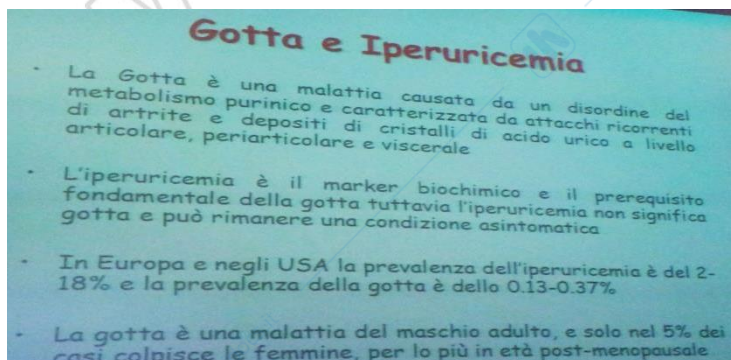 Gotta e Iperuricemia
• La Gotta è una malattia causata da un disordine del
metabolismo purinico e caratterizzata da attacchi ricorrenti
di artrite e depositi di cristalli di acido urico a livello
articolare, periarticolare e viscerale
• L'iperuricemia è il marker biochimico e il prerequisito
fondamentale della gotta tuttavia l'iperuricemia non significa
gotta e può rimanere una condizione asintomatica
• In Europa e negli USA la prevalenza dell'iperuricemia è del 2-
18% e la prevalenza della gotta è dello 0.13-0.37%
• La gotta è una malattia del maschio adulto, e solo nel 5% dei
casi colpisce le femmine, per lo più in età post-menopausale